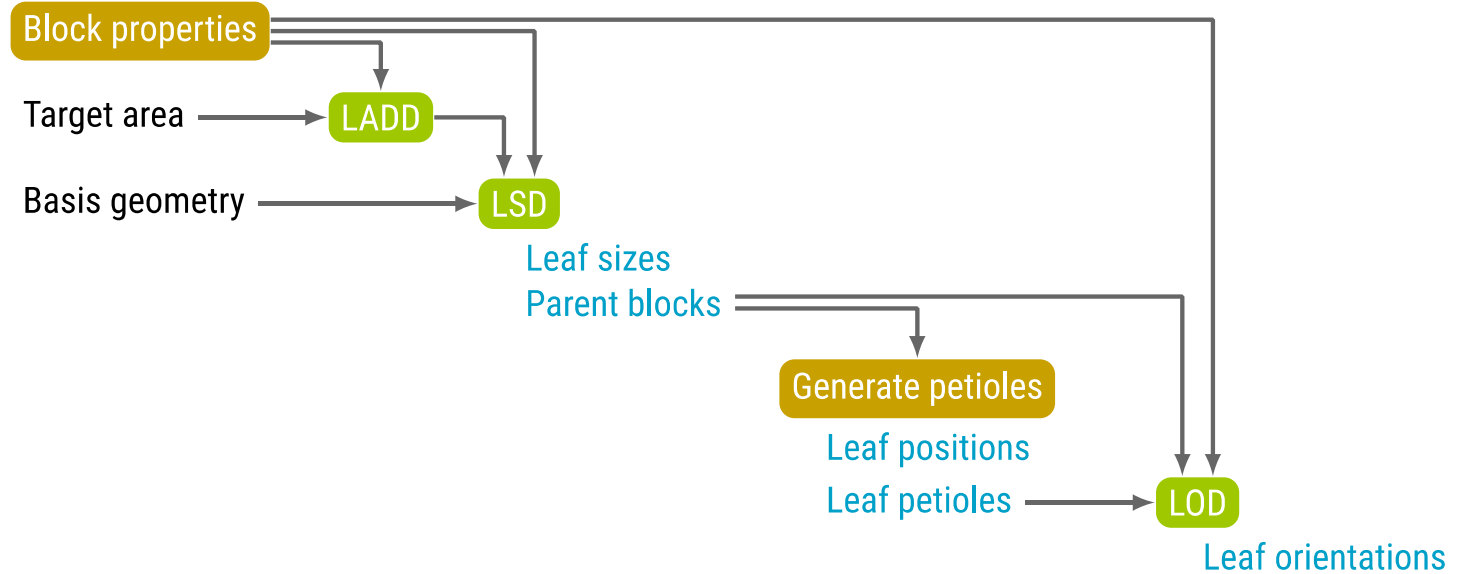 Block properties
Target area
LADD
Basis geometry
LSD
Leaf sizes
Parent blocks
Generate petioles
Leaf positions
Leaf petioles
LOD
Leaf orientations